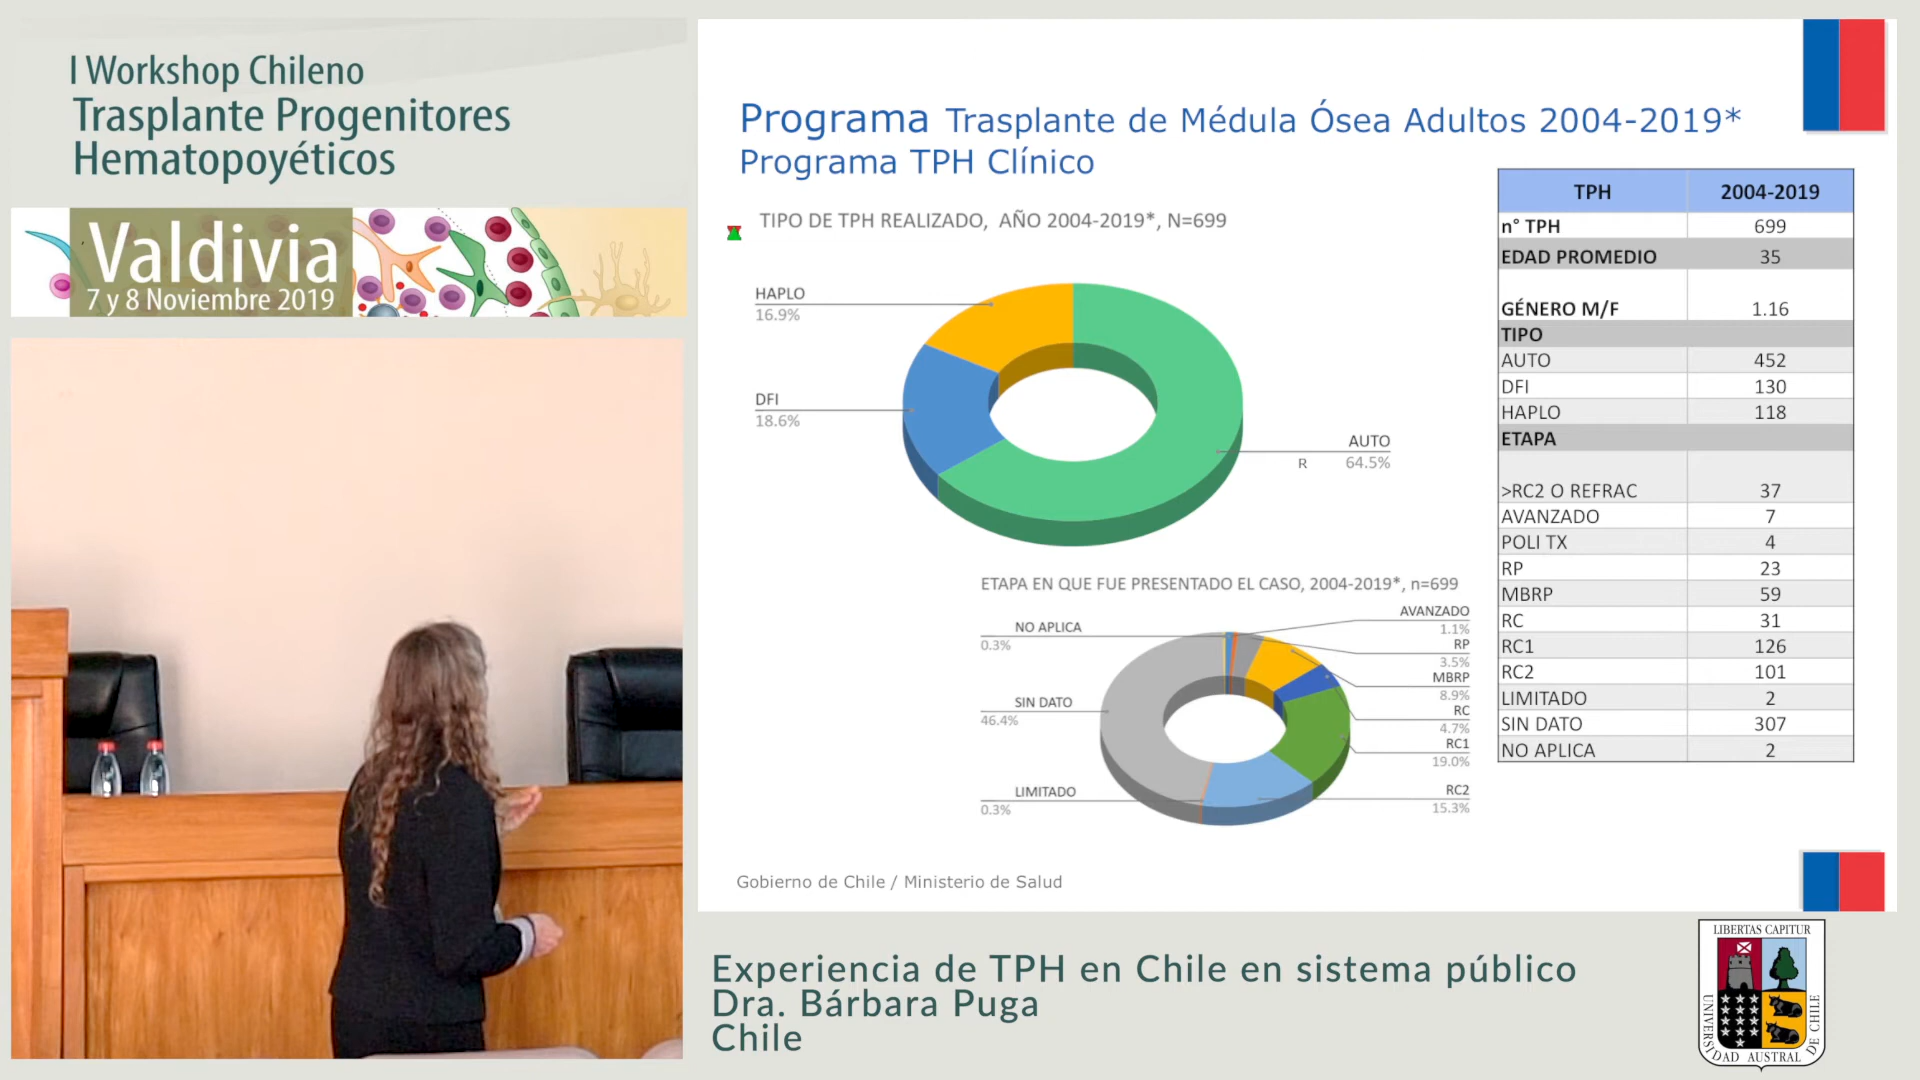 I Workshop Chileno
Trasplante Progenitores
Hematopoyéticos
Valdivia
7 y 8 Noviembre 2019
Programa Trasplante de Médula Ósea Adultos 2004-2019*
Programa TPH Clínico
TIPO DE TPH REALIZADO, AÑO 2004-2019*, N=699
HAPLO
16.9%
DFI
18.6%
AUTO
R 64.5%
ETAPA EN QUE FUE PRESENTADO EL CASO, 2004-2019*, n=699
NO APLICA
0.3%
SIN DATO
46.4%
LIMITADO
0.3%
AVANZADO
1.1%
RP
3.5%
MBRP
8.9%
RC
4.7%
RC1
19.0%
RC2
15.3%
TPH 2004-2019
n° TPH 699
EDAD PROMEDIO 35
GÉNERO M/F 1.16
TIPO
AUTO 452
DFI 130
HAPLO 118
ETAPA
>RC2 O REFRAC 37
AVANZADO 7
POLI TX 4
RP 23
MBRP 59
RC 31
RC1 126
RC2 101
LIMITADO 2
SIN DATO 307
NO APLICA 2
Gobierno de Chile / Ministerio de Salud
Experiencia de TPH en Chile en sistema público
Dra. Bárbara Puga
Chile
LIBERTAS CAPITUR
UNIVERSIDAD AUSTRAL DE CHILE